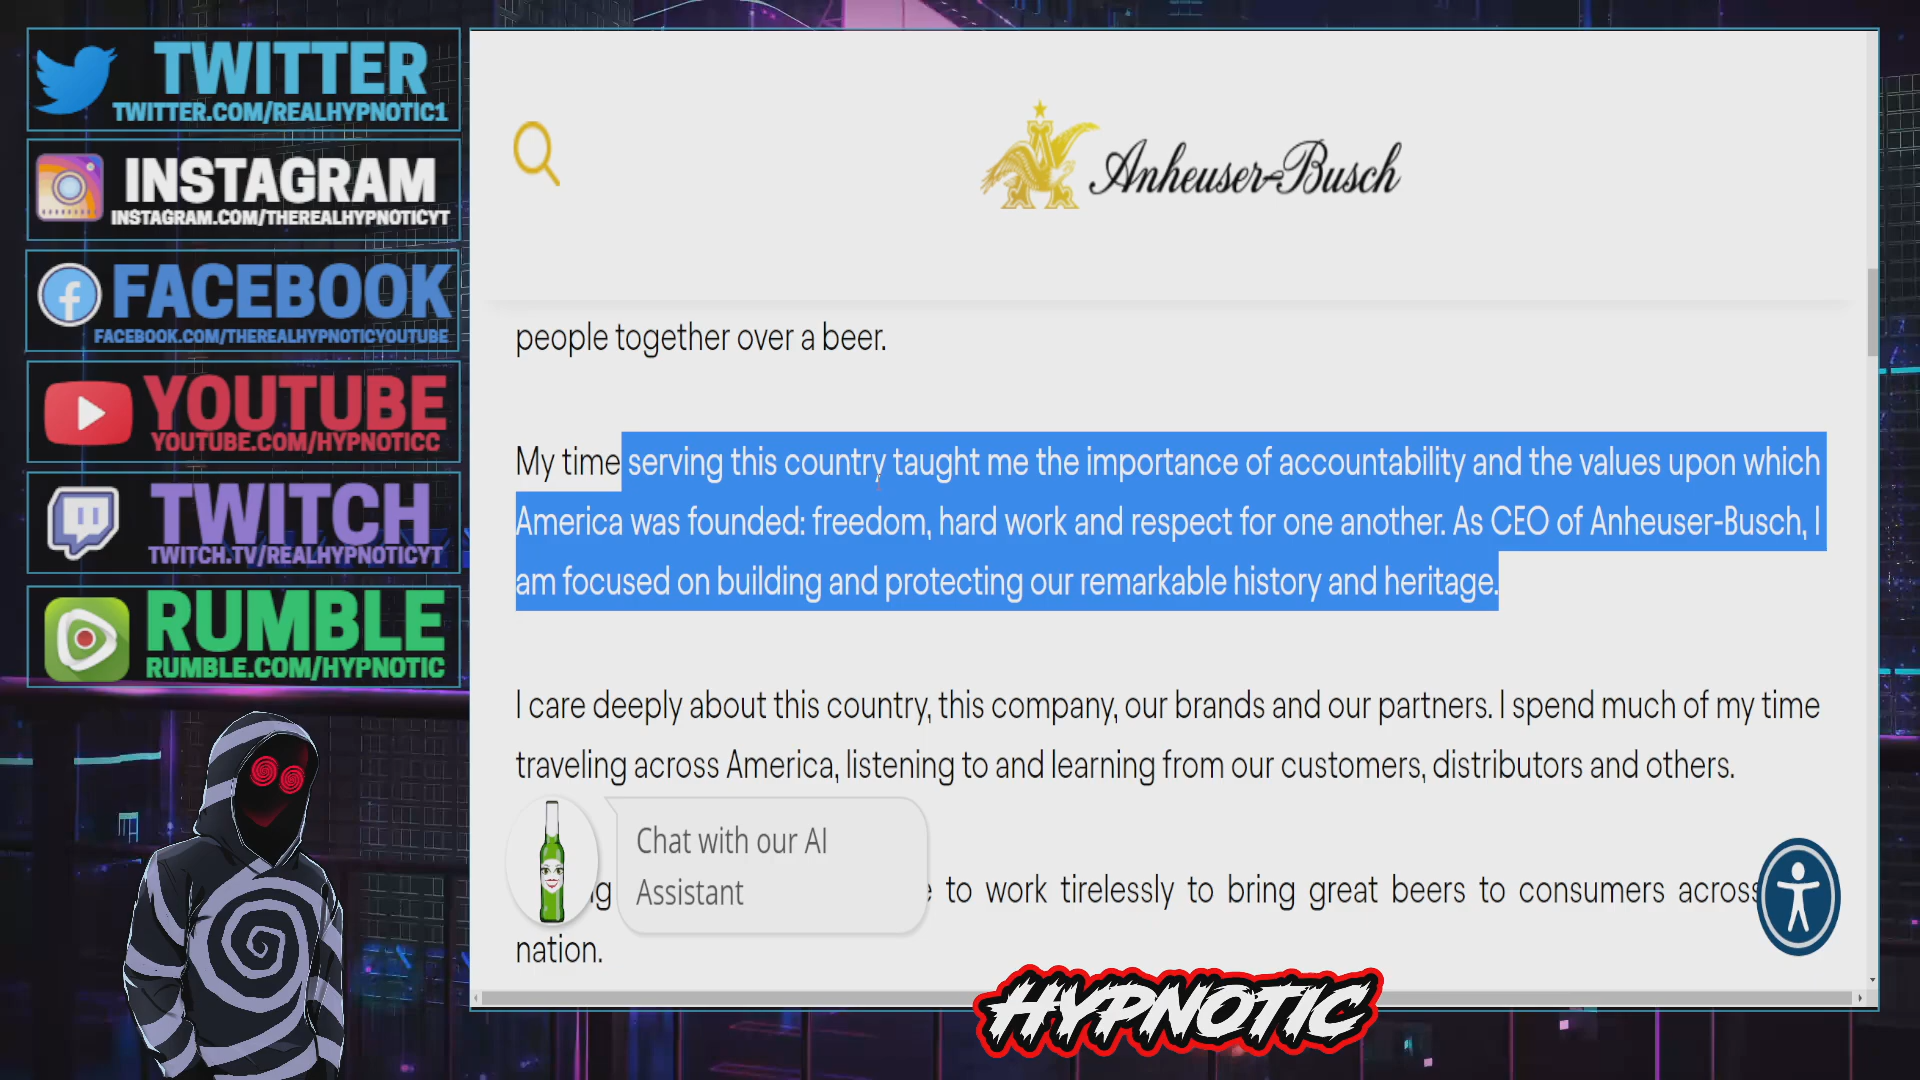 TWITTER
TWITTER.COM/REALHYPNOTIC1
INSTAGRAM
INSTAGRAM.COM/THEREALHYPNOTICYT
FACEBOOK
FACEBOOK.COM/THEREALHYPNOTICYOUTUBE
YOUTUBE
YOUTUBE.COM/HYPNOTICC
TWITCH
TWITCH.TV/REALHYPNOTICYT
RUMBLE
RUMBLE.COM/HYPNOTIC
Anheuser-Busch
people together over a beer.
My time serving this country taught me the importance of accountability and the values upon which
America was founded: freedom, hard work and respect for one another. As CEO of Anheuser-Busch, I
am focused on building and protecting our remarkable history and heritage.
I care deeply about this country, this company, our brands and our partners. I spend much of my time
traveling across America, listening to and learning from our customers, distributors and others.
Chat with our AI
Assistant
to work tirelessly to bring great beers to consumers across
nation.
HYPNOTIC